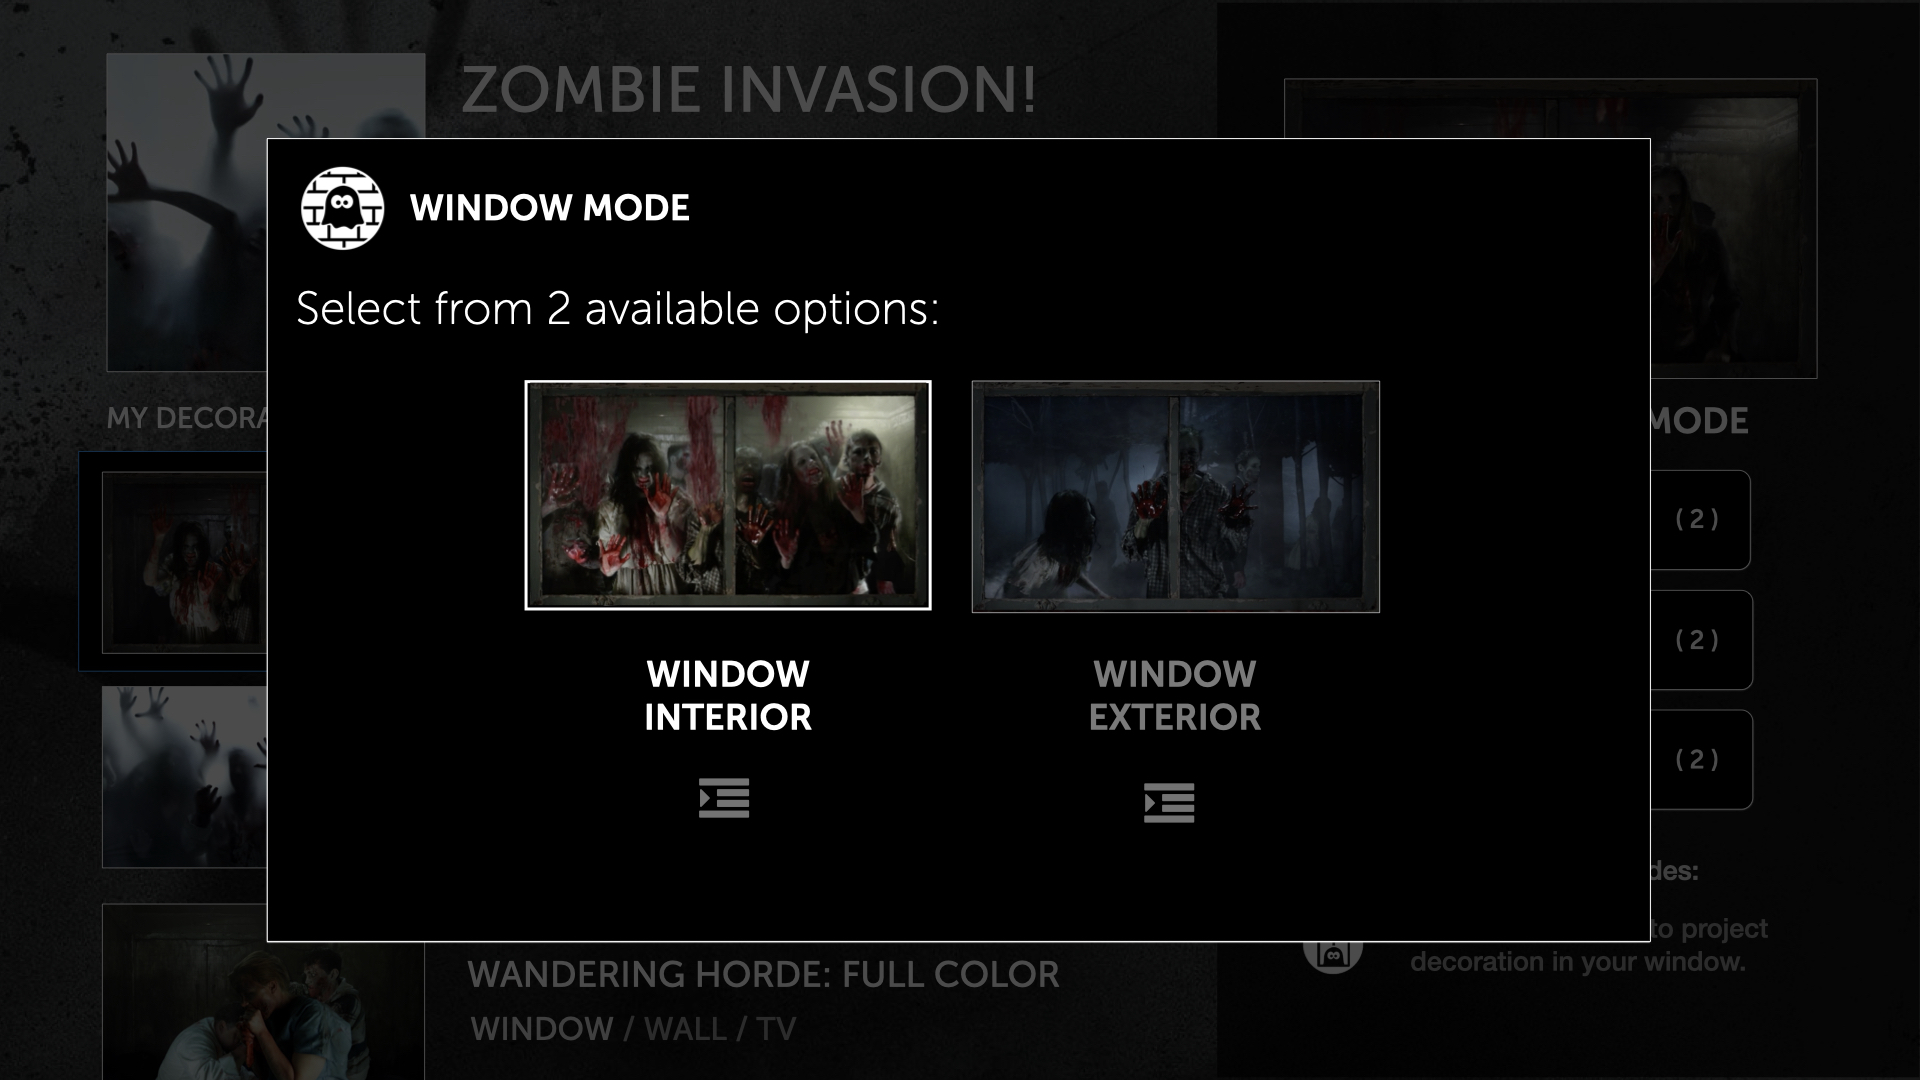 ZOMBIE INVASION!
WINDOW MODE
Select from 2 available options:
WINDOW
INTERIOR
WINDOW
EXTERIOR
MY DECORA
MODE
( 2 )
( 2 )
( 2 )
des:
to project
decoration in your window.
WANDERING HORDE: FULL COLOR
WINDOW / WALL / TV